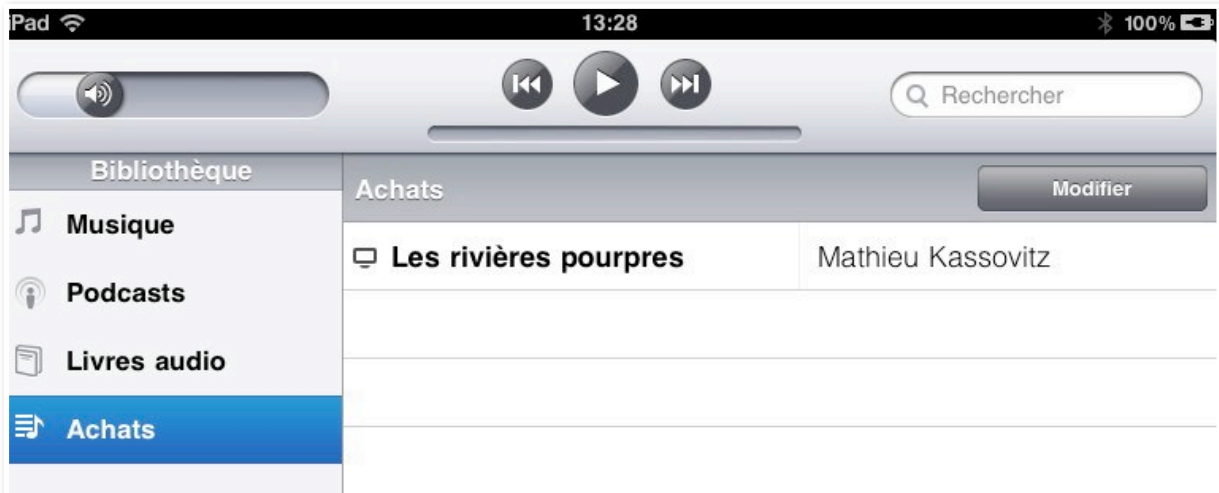 iPad 13:28 100%
Rechercher
Bibliothèque
Achats Modifier
Musique
Les rivières pourpres Mathieu Kassovitz
Podcasts
Livres audio
Achats